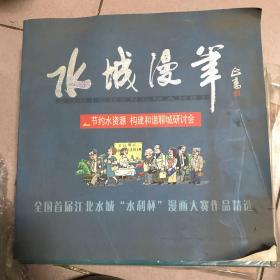 水城漫笔
节约水资源 构建和谐聊城研讨会
全国首届江北水城“水利杯”漫画大赛作品精选